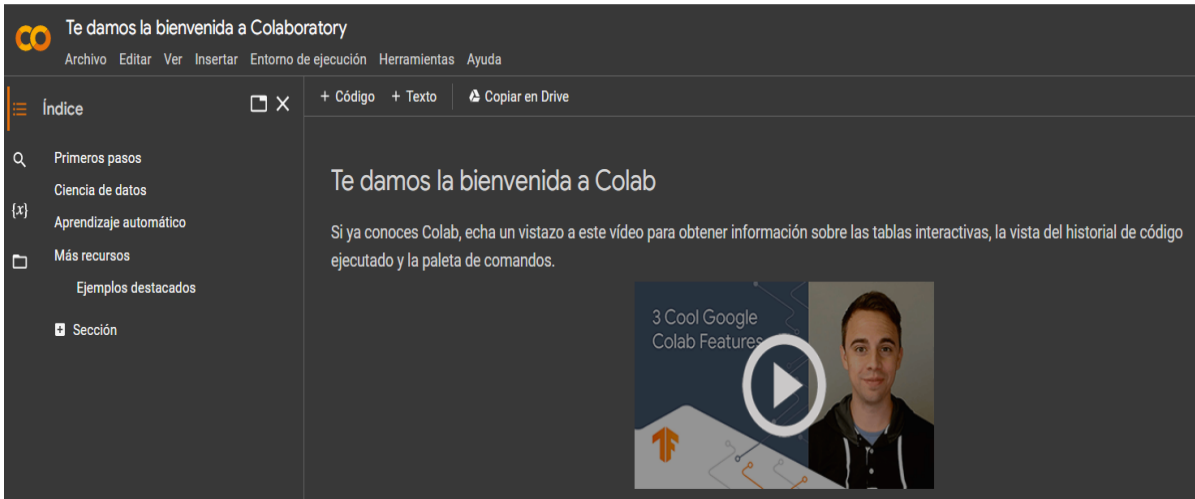 Te damos la bienvenida a Colaboratory
Archivo Editar Ver Insertar Entorno de ejecución Herramientas Ayuda
Índice
+ Código + Texto Copiar en Drive
Primeros pasos
Ciencia de datos
{x}
Aprendizaje automático
Más recursos
Ejemplos destacados
Sección
Te damos la bienvenida a Colab
Si ya conoces Colab, echa un vistazo a este vídeo para obtener información sobre las tablas interactivas, la vista del historial de código
ejecutado y la paleta de comandos.
3 Cool Google
Colab Features